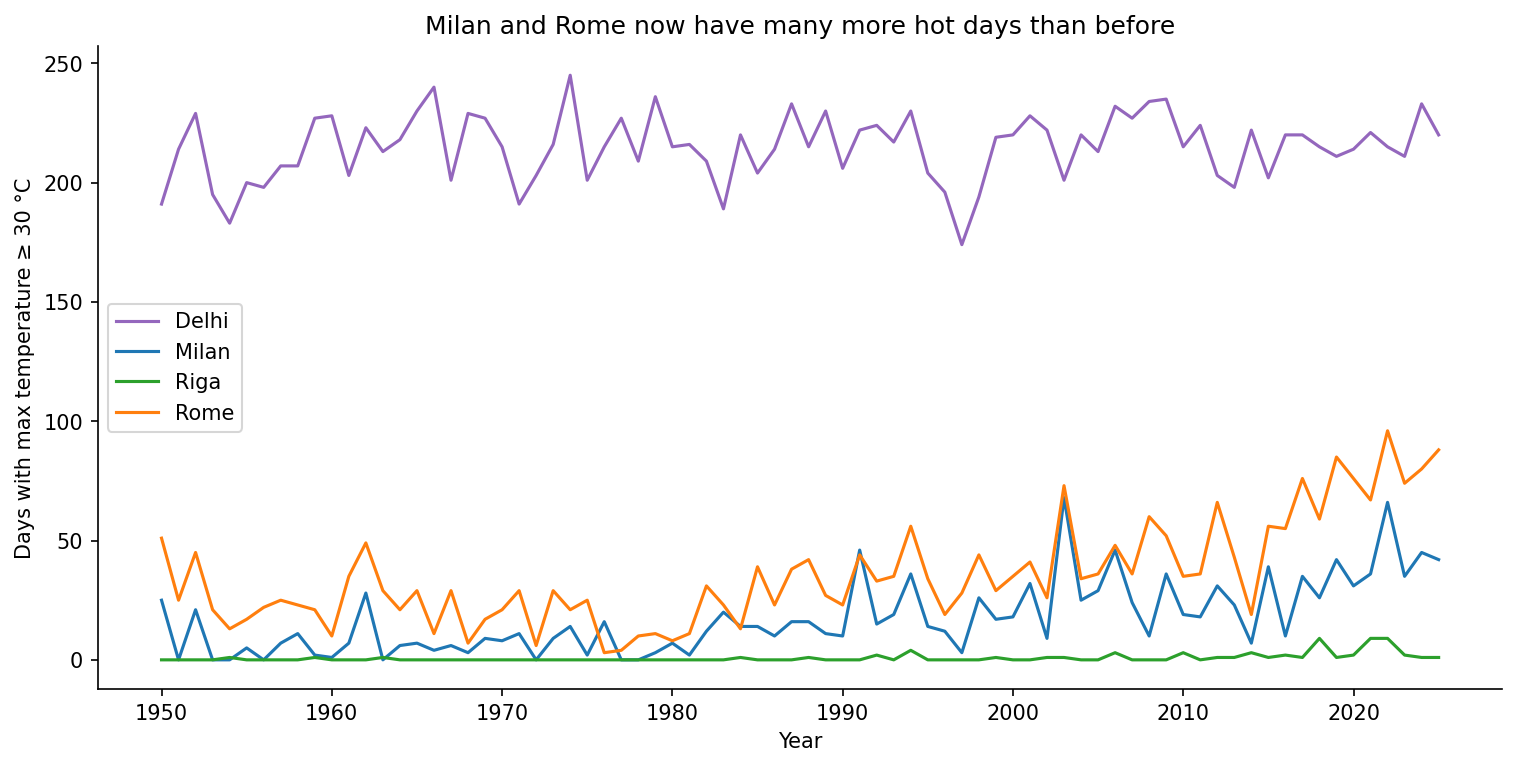 Milan and Rome now have many more hot days than before
Days with max temperature ≥ 30 °C
250
200
150
100
50
0
Delhi
Milan
Riga
Rome
1950 1960 1970 1980 1990 2000 2010 2020
Year